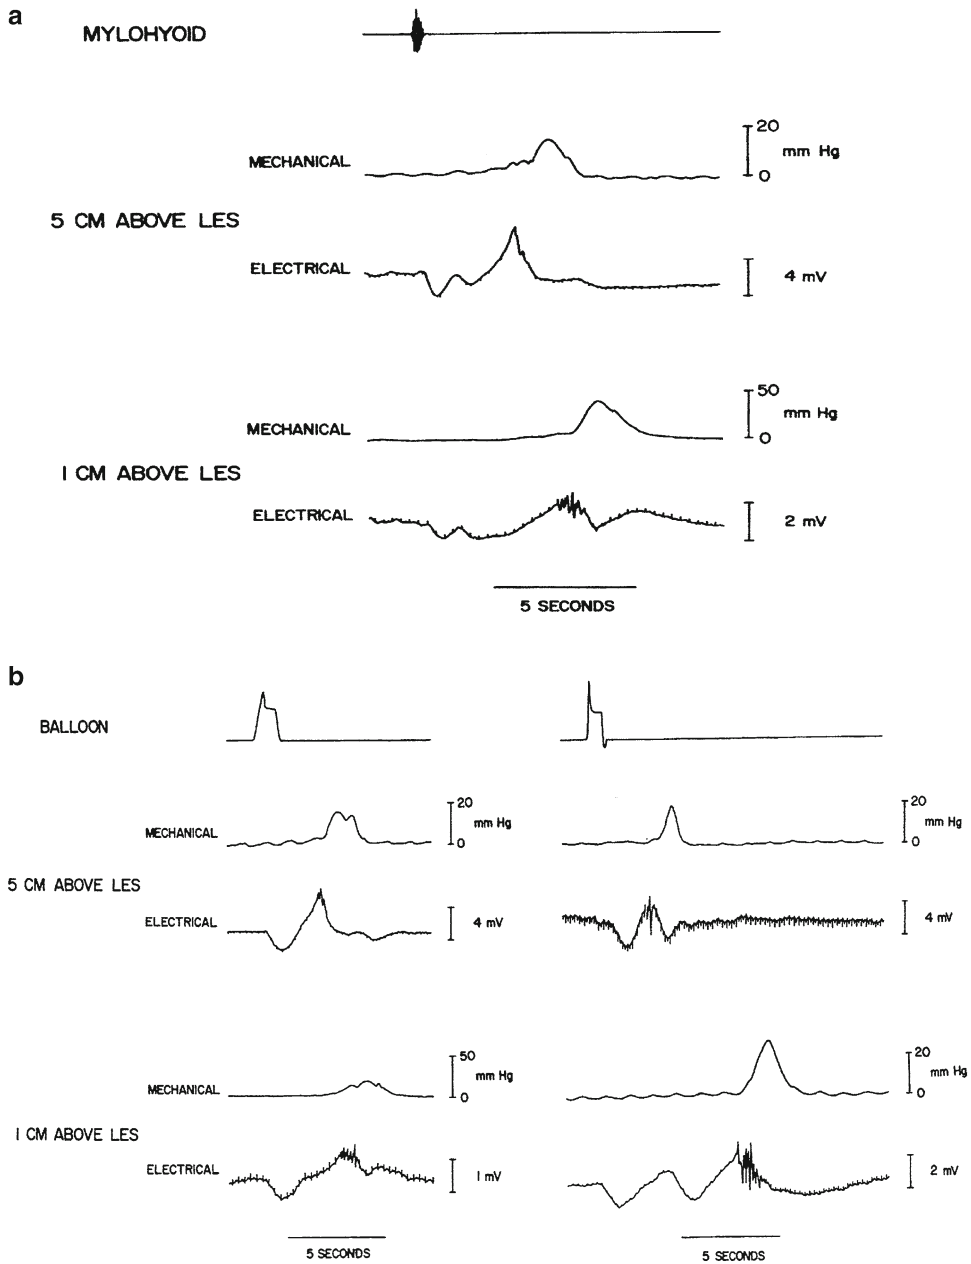 a
MYLOHYOID
MECHANICAL
20
mm Hg
0
5 CM ABOVE LES
ELECTRICAL
4 mV
MECHANICAL
50
mm Hg
0
1 CM ABOVE LES
ELECTRICAL
2 mV
5 SECONDS
b
BALLOON
MECHANICAL
20
mm Hg
0
20
mm Hg
0
5 CM ABOVE LES
ELECTRICAL
4 mV
4 mV
MECHANICAL
50
mm Hg
0
20
mm Hg
0
1 CM ABOVE LES
ELECTRICAL
1 mV
2 mV
5 SECONDS
5 SECONDS